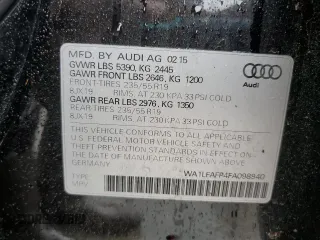 MFD. BY AUDI AG 02 15
GVWR LBS 5390, KG 2445
GAWR FRONT LBS 2646, KG 1200
FRONT TIRES 235/55R19
8JX19 RIMS AT 230 KPA 33 PSI COLD
GAWR REAR LBS 2976, KG 1350
REAR TIRES 235/55R19
8JX19 RIMS, AT 230 KPA 33 PSI COLD
THIS VEHICLE CONFORMS TO ALL APPLICABLE
U.S. FEDERAL MOTOR VEHICLE SAFETY
STANDARDS IN EFFECT ON THE
DATE OF MANUFACTURE SHOWN ABOVE.
GERMANY
WA1LFAFP4FA098840
TYPE:
MPV
Audi